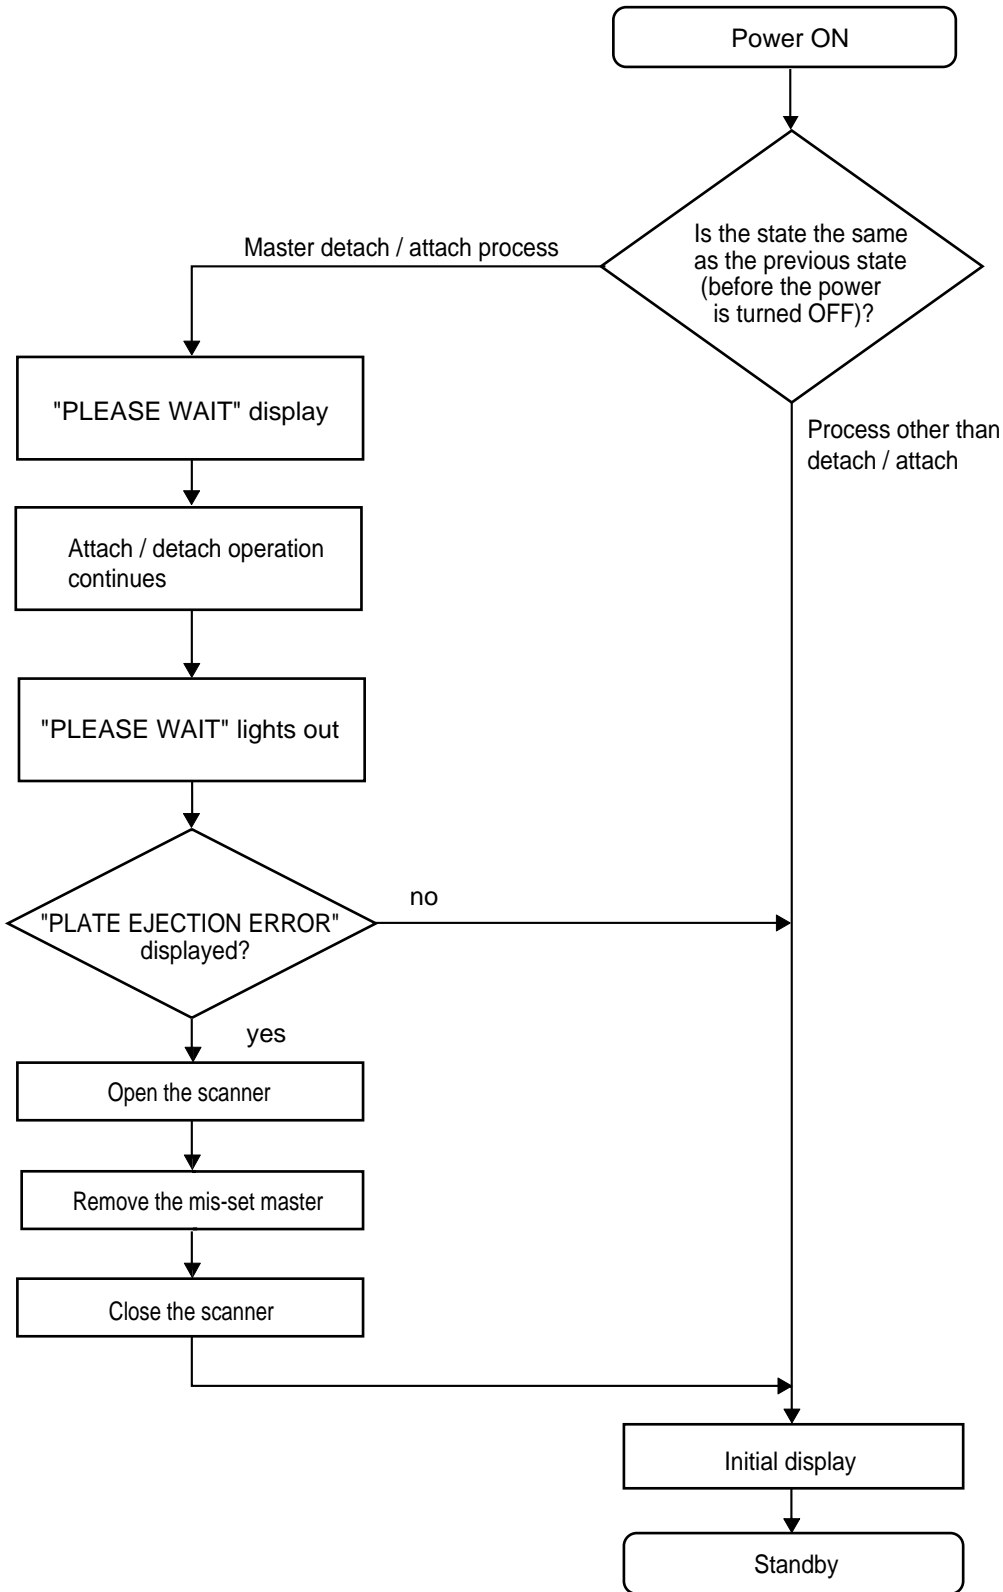 Power ON
Is the state the same
as the previous state
(before the power
is turned OFF)?
Master detach / attach process
Process other than
detach / attach
"PLEASE WAIT" display
Attach / detach operation
continues
"PLEASE WAIT" lights out
"PLATE EJECTION ERROR"
displayed?
no
yes
Open the scanner
Remove the mis-set master
Close the scanner
Initial display
Standby